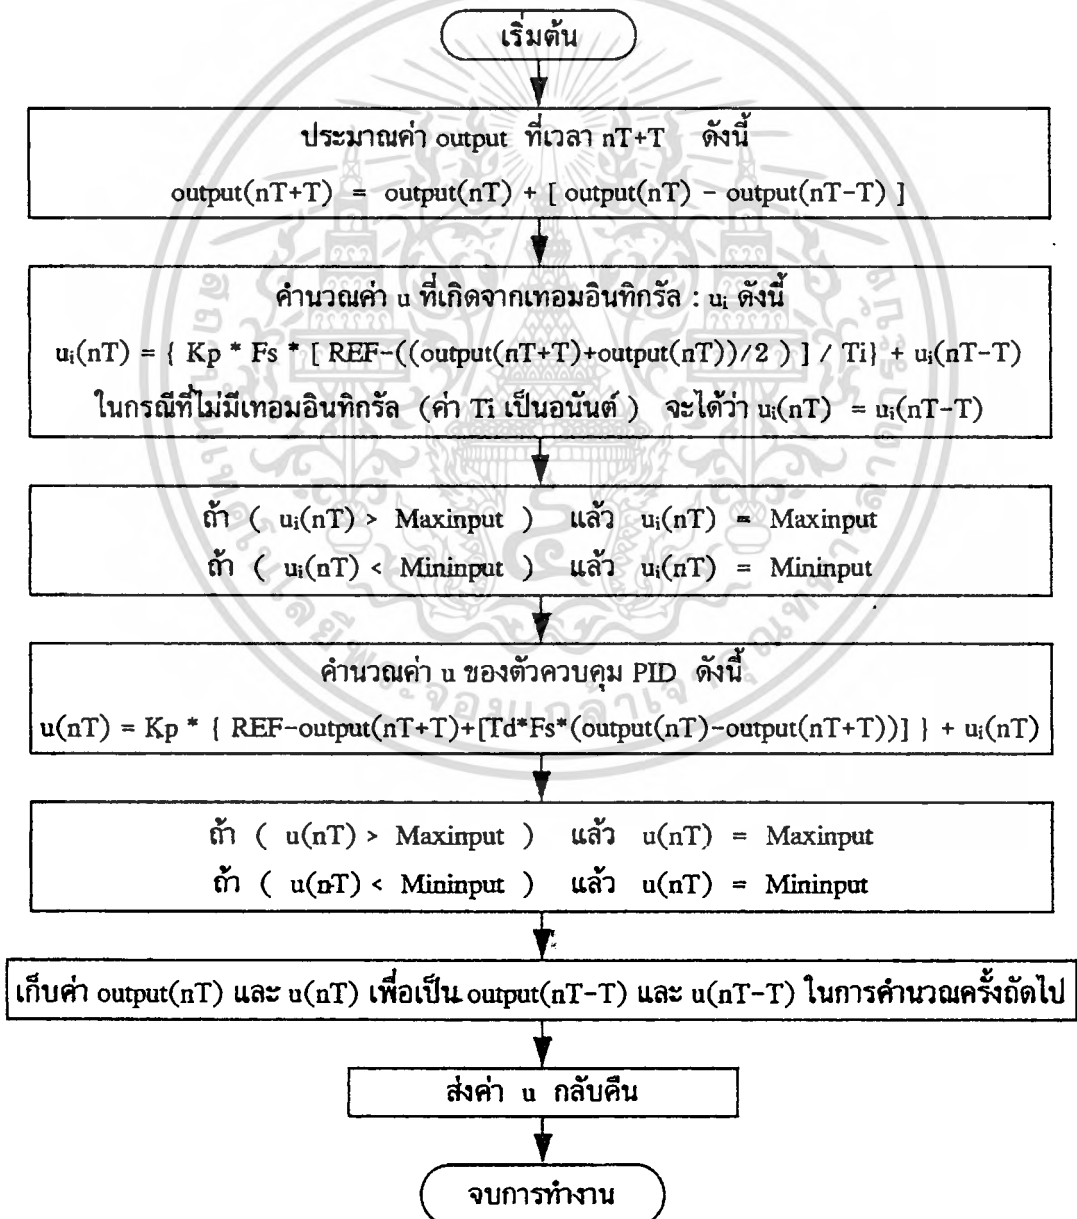 เริ่มต้น
ประมาณค่า output ที่เวลา nT+T ดังนี้
output(nT+T) = output(nT) + [ output(nT) - output(nT-T) ]
คำนวณค่า u ที่เกิดจากเทอมอินทิกรัล : uᵢ ดังนี้
uᵢ(nT) = { Kp * Fs * [ REF-((output(nT+T)+output(nT))/2 ) ] / Ti} + uᵢ(nT-T)
ในกรณีที่ไม่มีเทอมอินทิกรัล (ค่า Ti เป็นอนันต์ ) จะได้ว่า uᵢ(nT) = uᵢ(nT-T)
ถ้า ( uᵢ(nT) > Maxinput ) แล้ว uᵢ(nT) = Maxinput
ถ้า ( uᵢ(nT) < Mininput ) แล้ว uᵢ(nT) = Mininput
คำนวณค่า u ของตัวควบคุม PID ดังนี้
u(nT) = Kp * { REF-output(nT+T)+[Td*Fs*(output(nT)-output(nT+T))] } + uᵢ(nT)
ถ้า ( u(nT) > Maxinput ) แล้ว u(nT) = Maxinput
ถ้า ( u(nT) < Mininput ) แล้ว u(nT) = Mininput
เก็บค่า output(nT) และ u(nT) เพื่อเป็น output(nT-T) และ u(nT-T) ในการคำนวณครั้งถัดไป
ส่งค่า u กลับคืน
จบการทำงาน